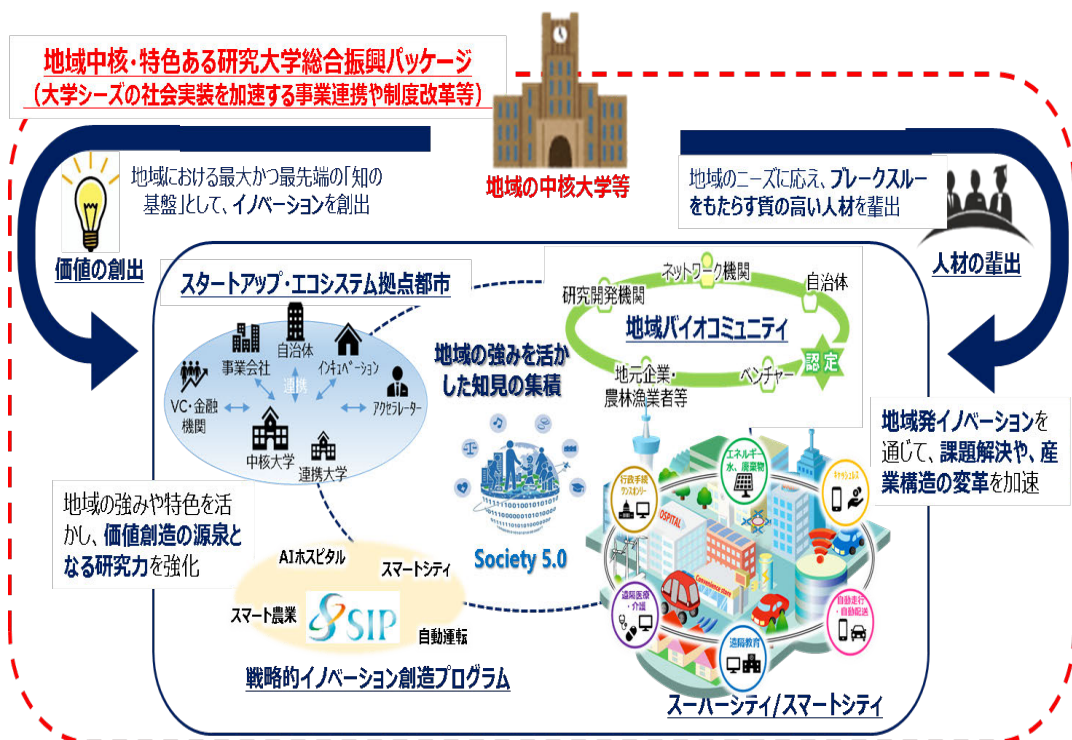 地域中核・特色ある研究大学総合振興パッケージ
（大学シーズの社会実装を加速する事業連携や制度改革等）
地域の中核大学等
地域における最大かつ最先端の「知の
基盤」として、イノベーションを創出
価値の創出
地域のニーズに応え、ブレークスルー
をもたらす質の高い人材を輩出
人材の輩出
スタートアップ・エコシステム拠点都市
事業会社
自治体
インキュベーション
連携
VC・金融
機関
アクセラレーター
中核大学
連携大学
地域の強みを活か
した知見の集積
Society 5.0
ネットワーク機関
研究開発機関
自治体
地域バイオコミュニティ
認定
地元企業・
農林漁業者等
ベンチャー
地域の強みや特色を活
かし、価値創造の源泉と
なる研究力を強化
地域発イノベーションを
通じて、課題解決や、産
業構造の変革を加速
AIホスピタル
スマートシティ
スマート農業
SIP
自動運転
戦略的イノベーション創造プログラム
エネルギー
水、廃棄物
行政手続
ワンスオンリー
キャッシュレス
HOSPITAL
Convenience store
遠隔医療
・介護
自動走行
・自動配送
遠隔教育
スーパーシティ/スマートシティ